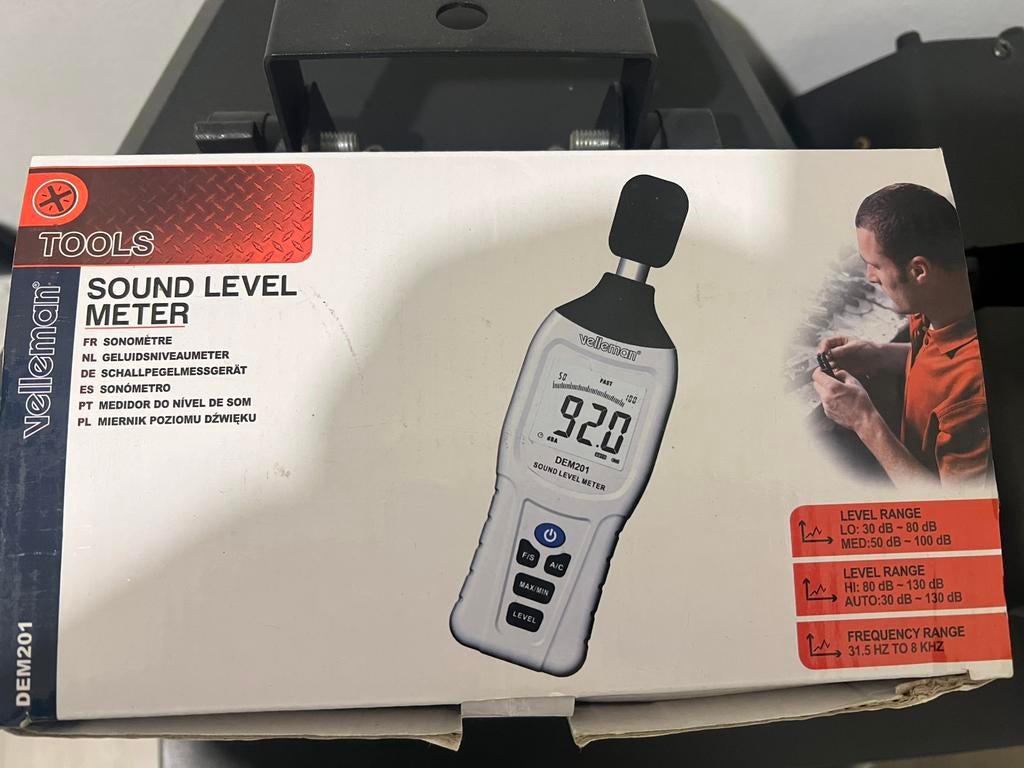 TOOLS
velleman®
SOUND LEVEL
METER
FR SONOMÈTRE
NL GELUIDSNIVEAUMETER
DE SCHALLPEGELMESSGERÄT
ES SONÓMETRO
PT MEDIDOR DO NÍVEL DE SOM
PL MIERNIK POZIOMU DŹWIĘKU
DEM201
velleman®
50 FAST 100
92.0
dBA
DEM201
SOUND LEVEL METER
F/S A/C
MAX/MIN
LEVEL
LEVEL RANGE
LO: 30 dB ~ 80 dB
MED:50 dB ~ 100 dB
LEVEL RANGE
HI: 80 dB ~ 130 dB
AUTO:30 dB ~ 130 dB
FREQUENCY RANGE
31.5 HZ TO 8 KHZ